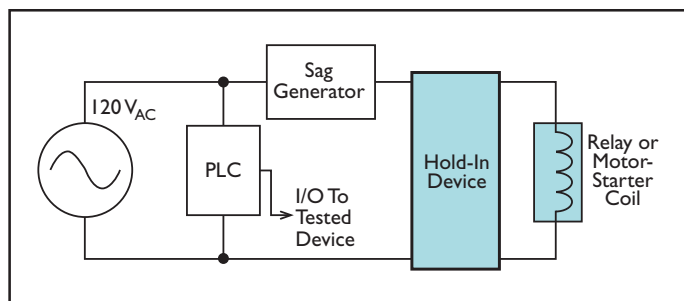 120 VAC
Sag
Generator
PLC
I/O To
Tested
Device
Hold-In
Device
Relay or
Motor-
Starter
Coil